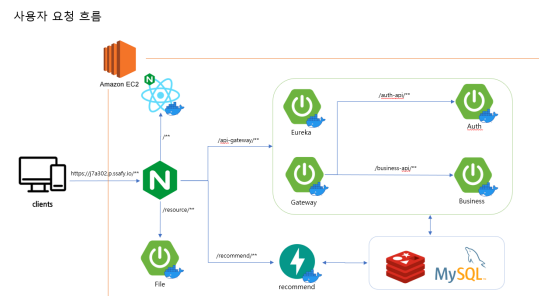 사용자 요청 흐름
Amazon EC2
/auth-api/**
Auth
Eureka
/**
/api-gateway/**
https://j7a302.p.ssafy.io/**
/business-api/**
clients
Gateway
Business
/resource/**
/recommend/**
File
recommend
MySQL